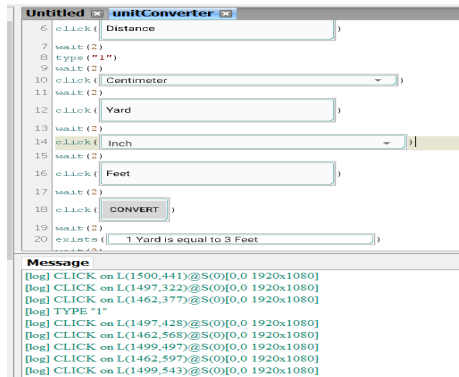 Untitled unitConverter
6 click( Distance )
7 wait(2)
8 type("1")
9 wait(2)
10 click( Centimeter )
11 wait(2)
12 click( Yard )
13 wait(2)
14 click( Inch )
15 wait(2)
16 click( Feet )
17 wait(2)
18 click( CONVERT )
19 wait(2)
20 exists( 1 Yard is equal to 3 Feet )
Message
[log] CLICK on L(1500,441)@S(0)[0,0 1920x1080]
[log] CLICK on L(1497,322)@S(0)[0,0 1920x1080]
[log] CLICK on L(1462,377)@S(0)[0,0 1920x1080]
[log] TYPE "1"
[log] CLICK on L(1497,428)@S(0)[0,0 1920x1080]
[log] CLICK on L(1462,568)@S(0)[0,0 1920x1080]
[log] CLICK on L(1499,497)@S(0)[0,0 1920x1080]
[log] CLICK on L(1462,597)@S(0)[0,0 1920x1080]
[log] CLICK on L(1499,543)@S(0)[0,0 1920x1080]